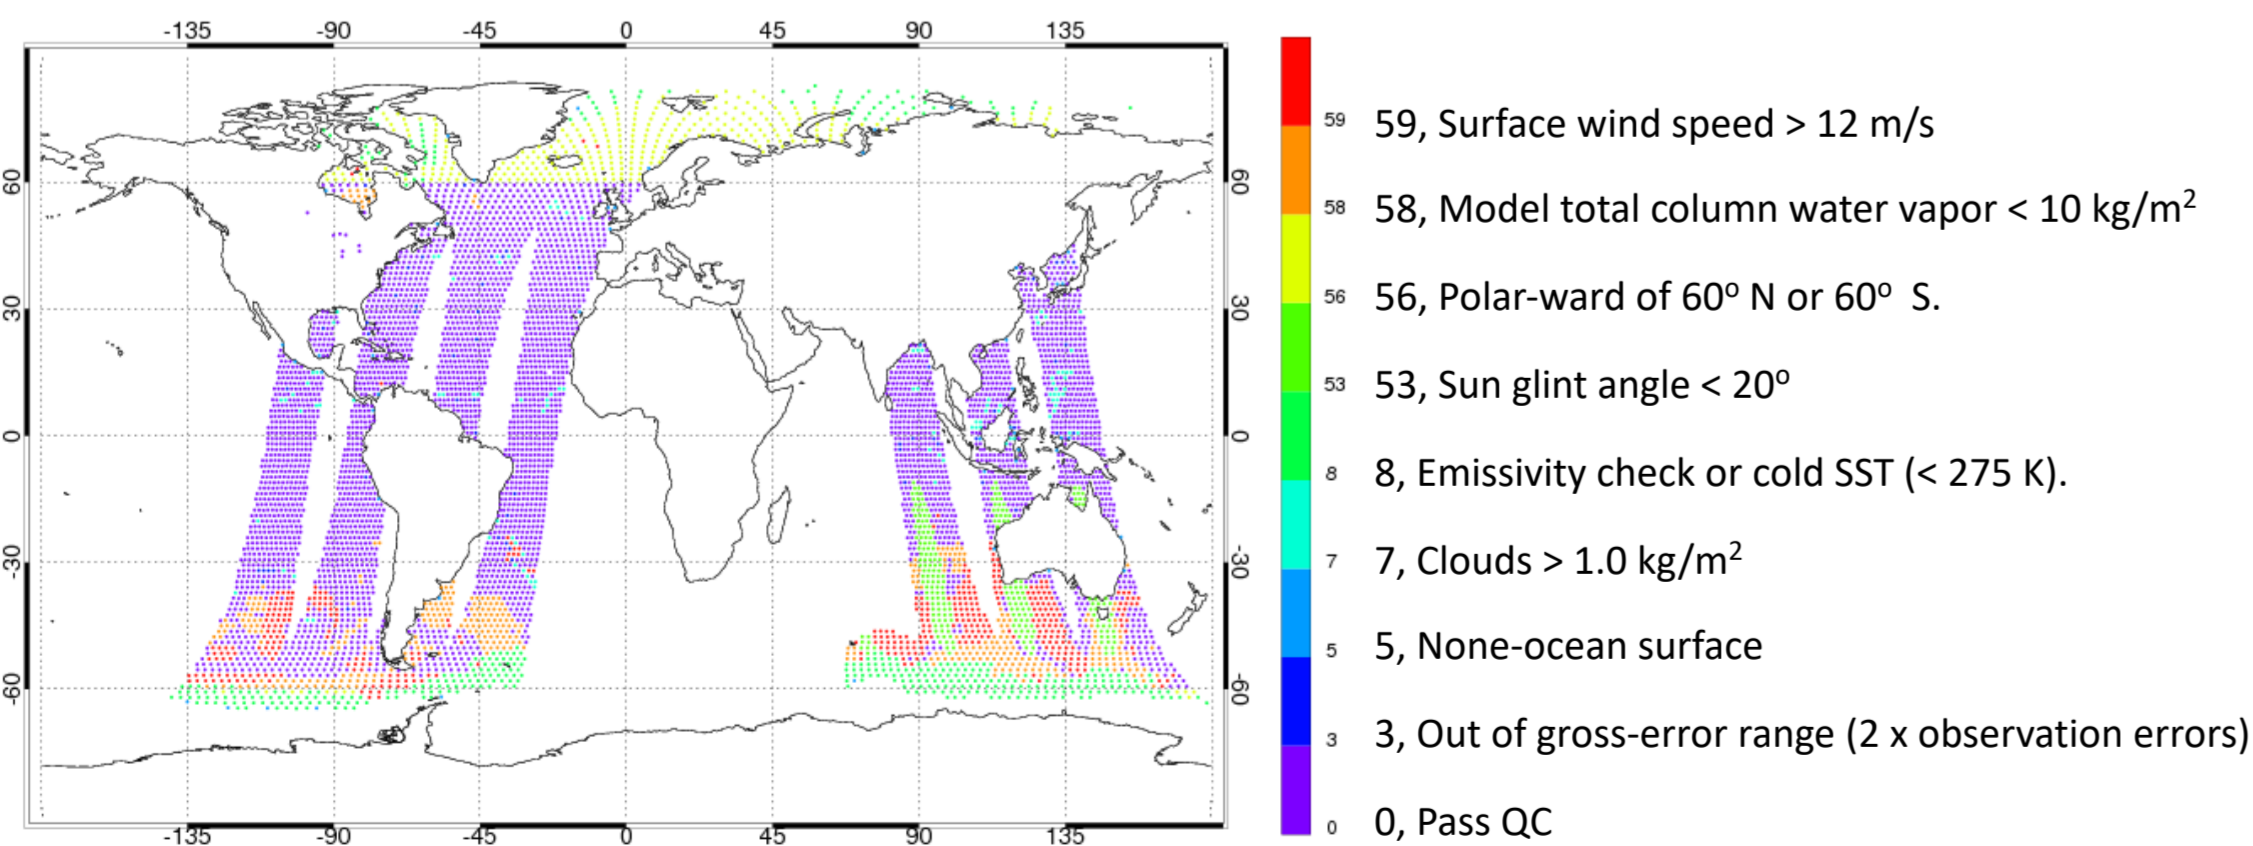 -135 -90 -45 0 45 90 135
60 60
30 30
0 0
-30 -30
-60 -60
-135 -90 -45 0 45 90 135
59 59, Surface wind speed > 12 m/s
58 58, Model total column water vapor < 10 kg/m²
56 56, Polar-ward of 60º N or 60º S.
53 53, Sun glint angle < 20º
8 8, Emissivity check or cold SST (< 275 K).
7 7, Clouds > 1.0 kg/m²
5 5, None-ocean surface
3 3, Out of gross-error range (2 x observation errors)
0 0, Pass QC